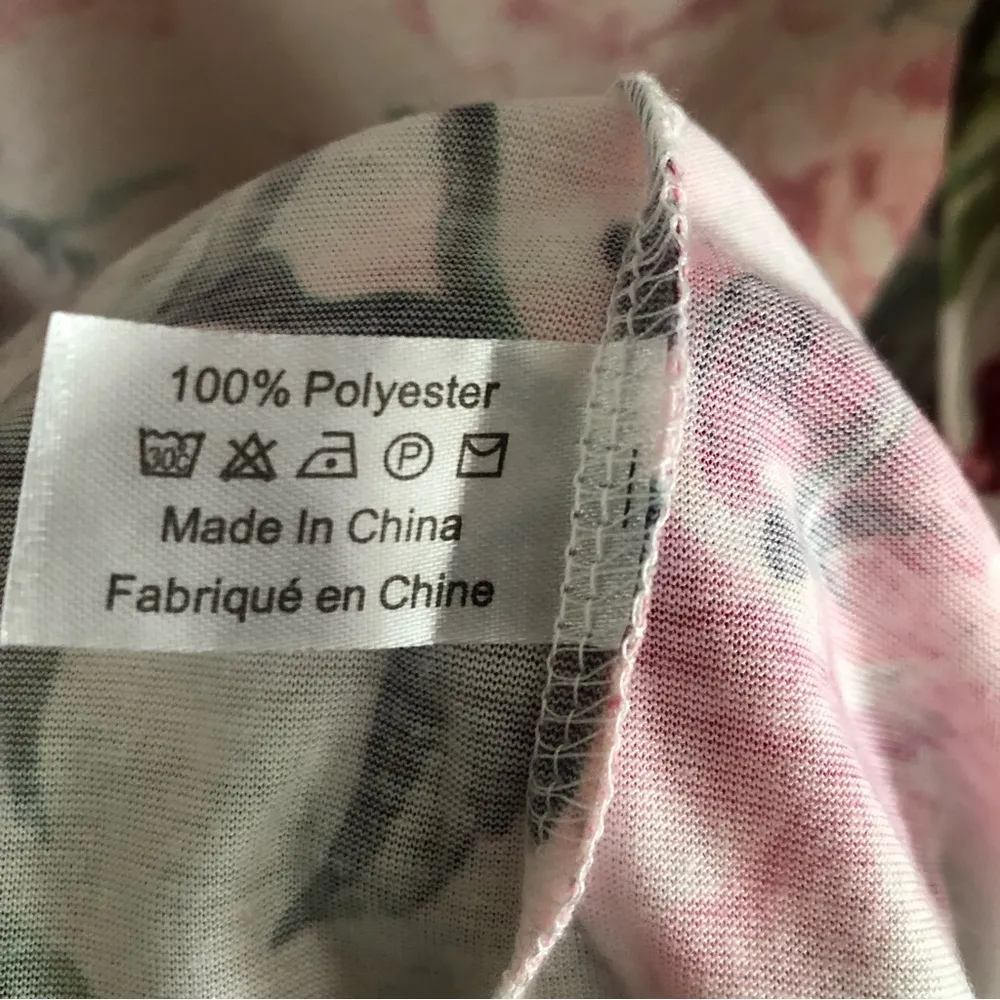 100% Polyester
30° P
Made In China
Fabriqué en Chine